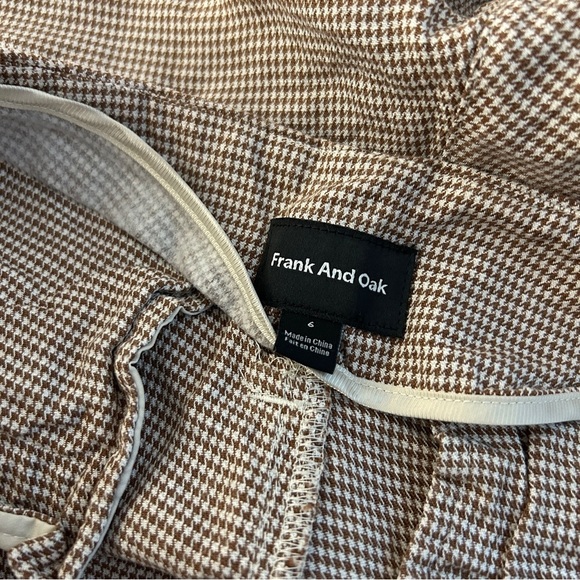 Frank And Oak
6
Made in China
Fait en Chine